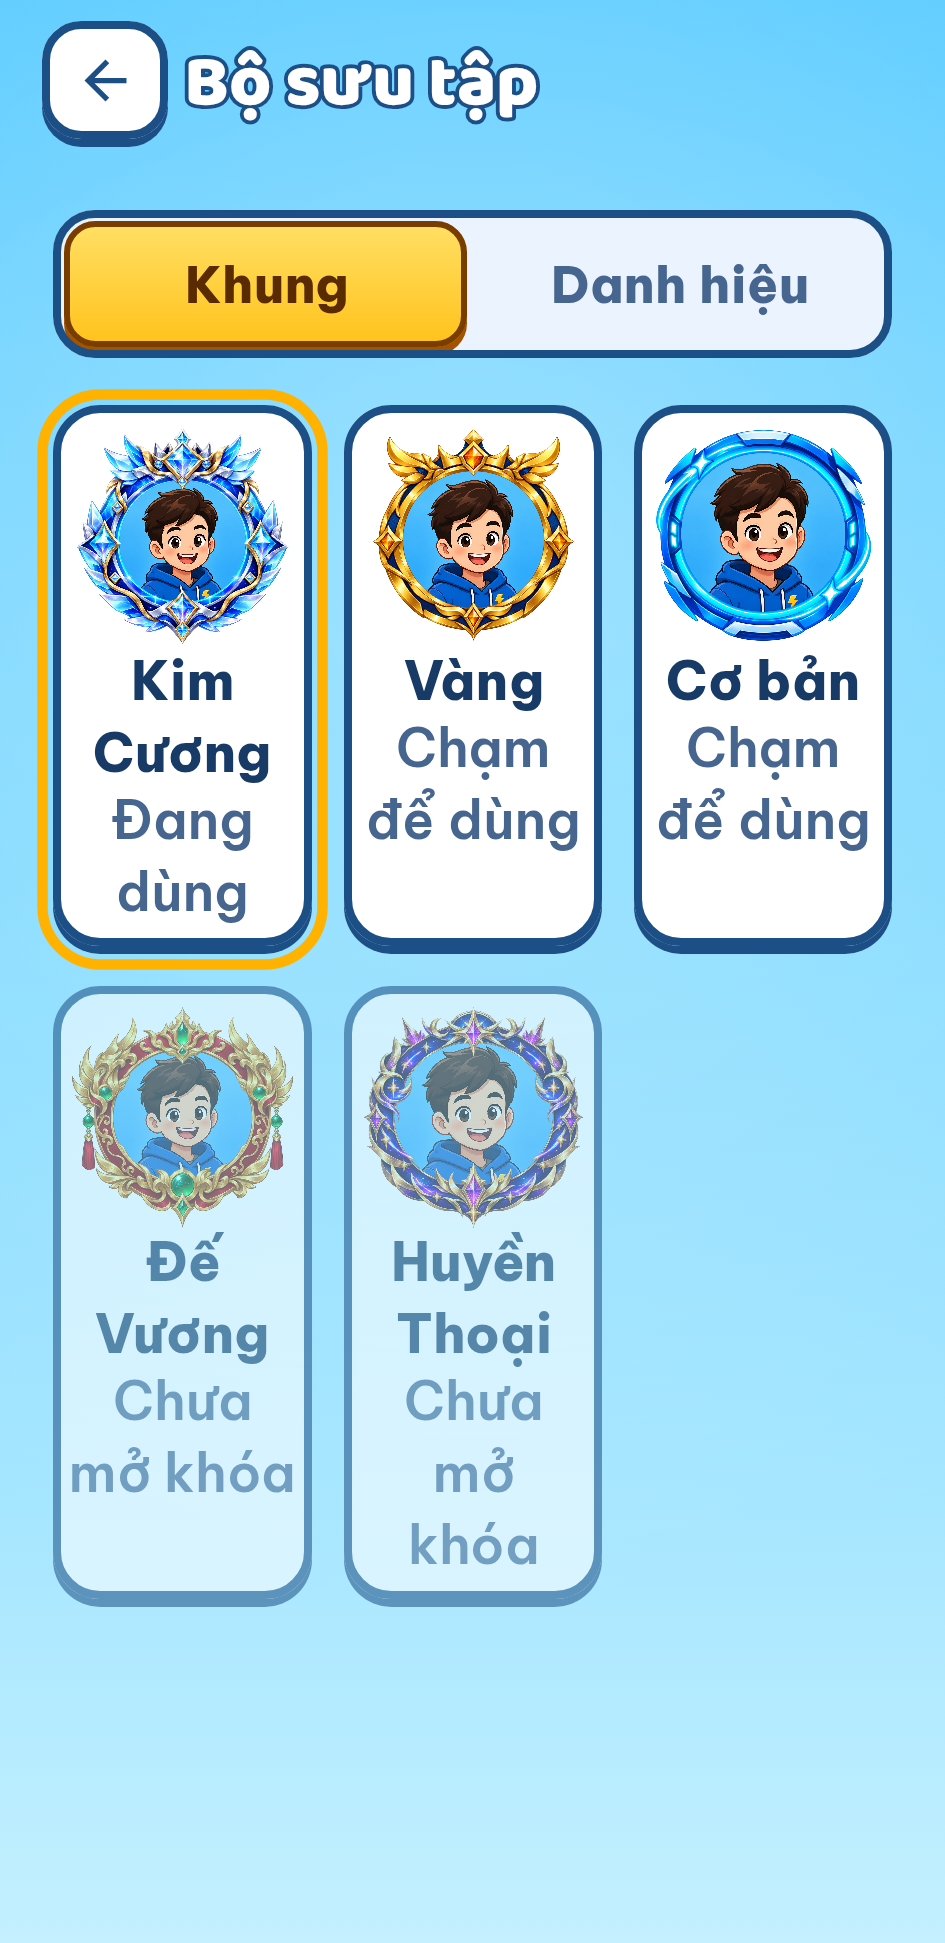 Bộ sưu tập
Khung
Danh hiệu
Kim
Cương
Đang
dùng
Vàng
Chạm
để dùng
Cơ bản
Chạm
để dùng
Đế
Vương
Chưa
mở khóa
Huyền
Thoại
Chưa
mở
khóa